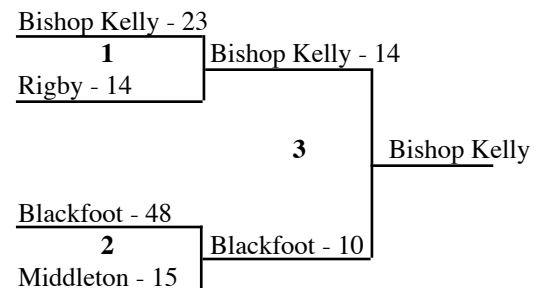 Bishop Kelly - 23
1
Bishop Kelly - 14
Rigby - 14
3
Bishop Kelly
Blackfoot - 48
2
Blackfoot - 10
Middleton - 15